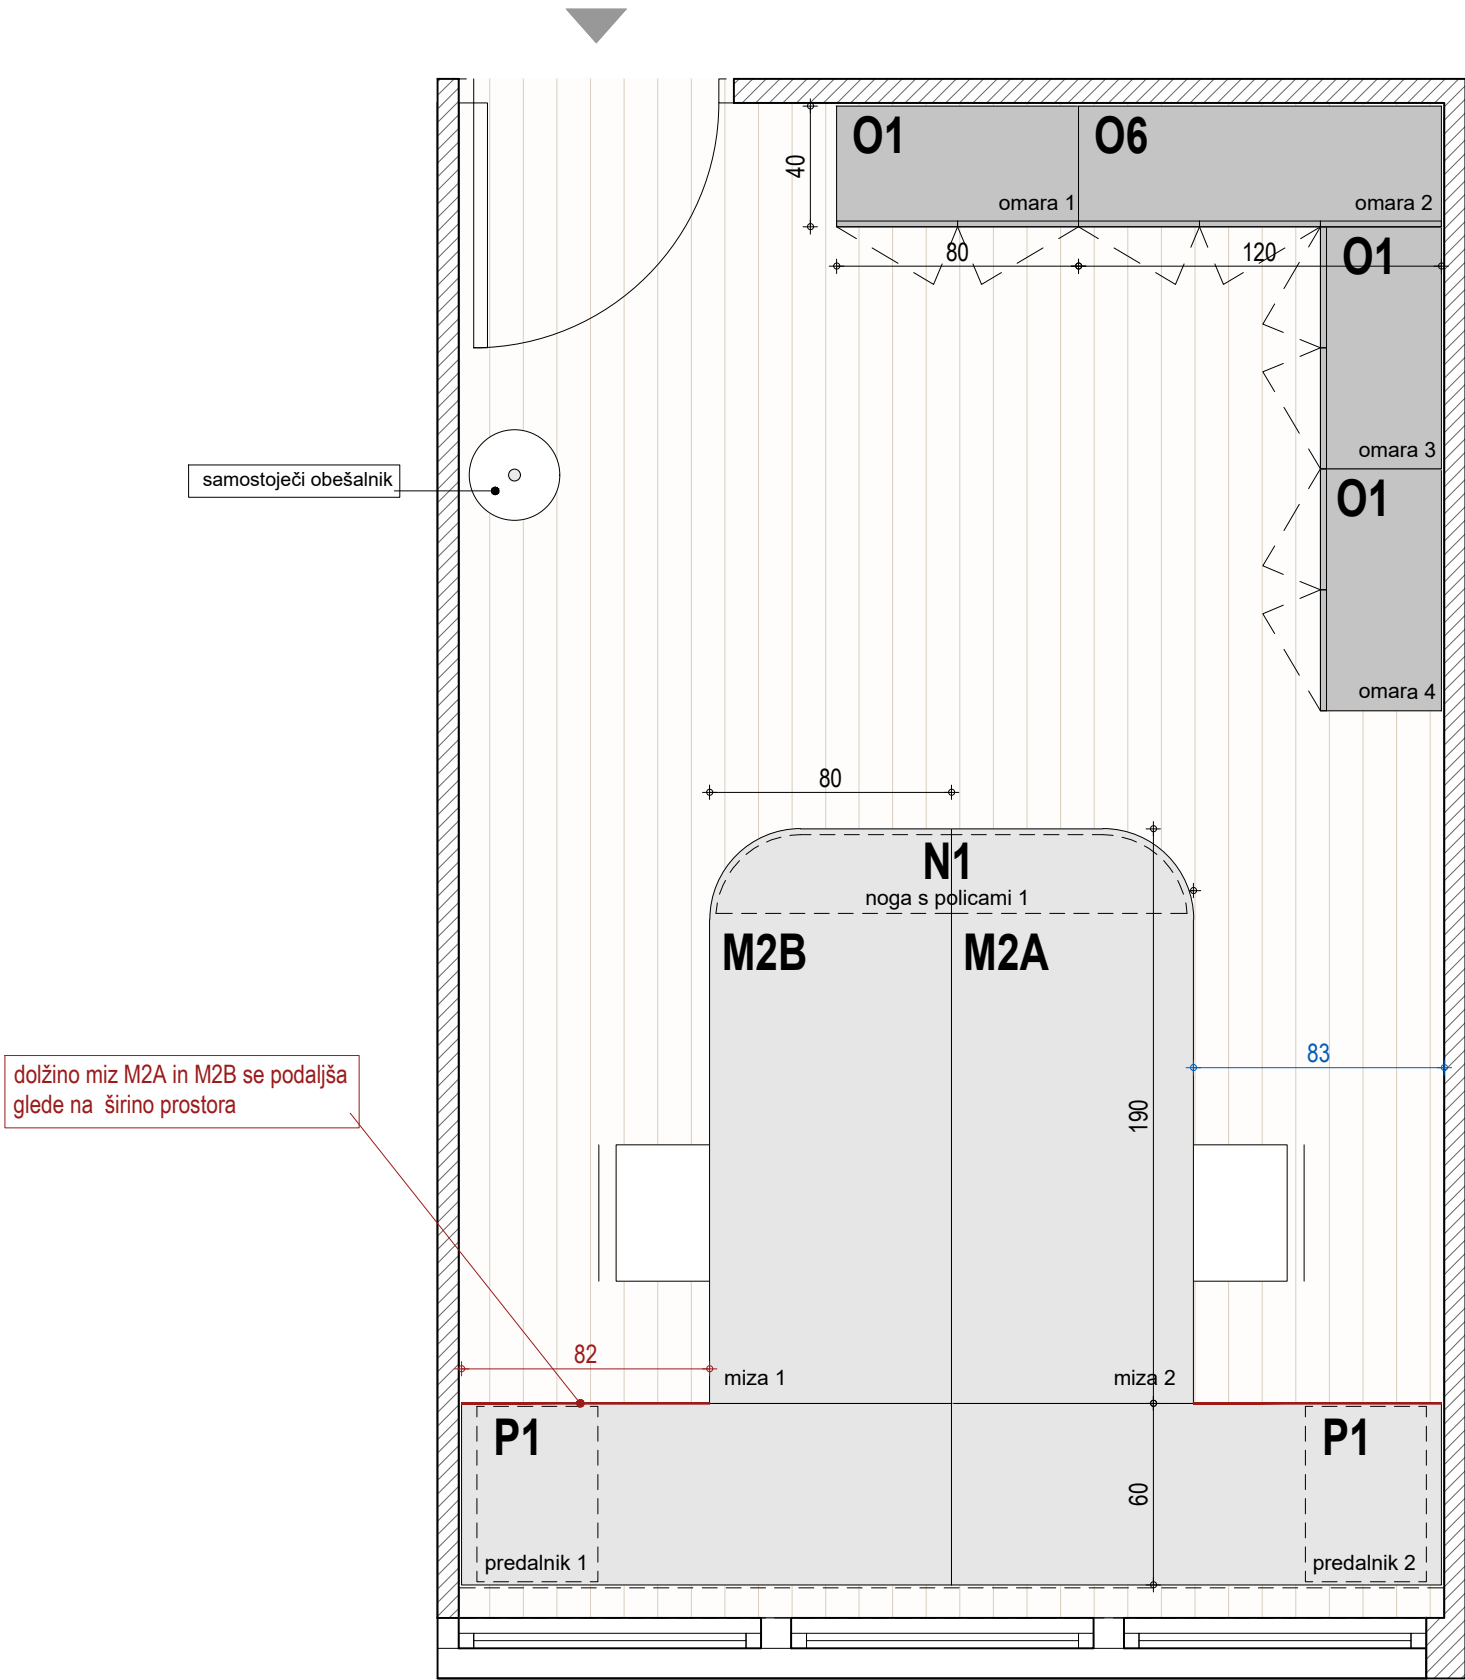 O1
O6
40
omara 1
omara 2
80
120
O1
omara 3
samostoječi obešalnik
O1
omara 4
80
N1
noga s policami 1
M2B
M2A
83
dolžino miz M2A in M2B se podaljša
glede na širino prostora
190
82
miza 1
miza 2
P1
P1
60
predalnik 1
predalnik 2